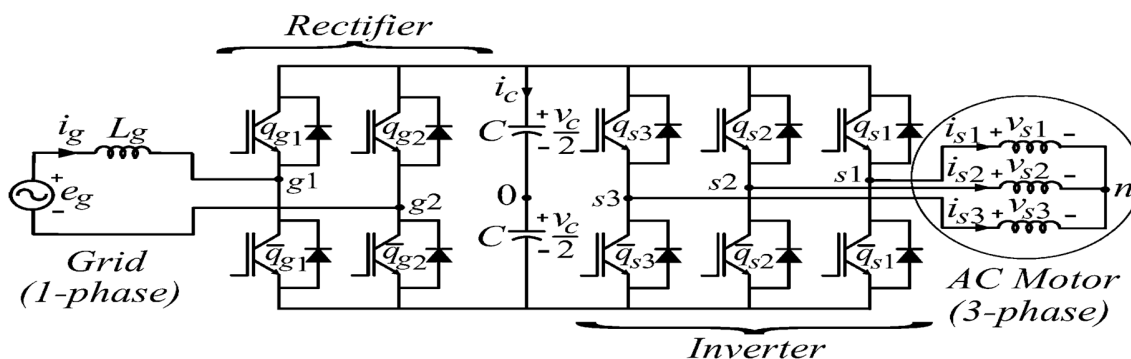 Rectifier
i_g
L_g
e_g
+
-
Grid
(1-phase)
q_g1
q_g2
g1
g2
q̅_g1
q̅_g2
i_c
C
+
v_c/2
-
0
C
+
v_c/2
-
q_s3
q_s2
q_s1
s3
s2
s1
q̅_s3
q̅_s2
q̅_s1
i_s1 + v_s1 -
i_s2 + v_s2 -
i_s3 + v_s3 -
n
AC Motor
(3-phase)
Inverter